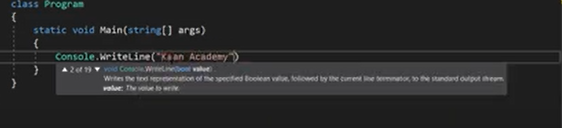 class Program
{
static void Main(string[] args)
{
Console.WriteLine("Kaan Academy")
▲ 2 of 19 ▼ void Console.WriteLine(bool value)
Writes the text representation of the specified Boolean value, followed by the current line terminator, to the standard output stream.
value: The value to write.
}
}